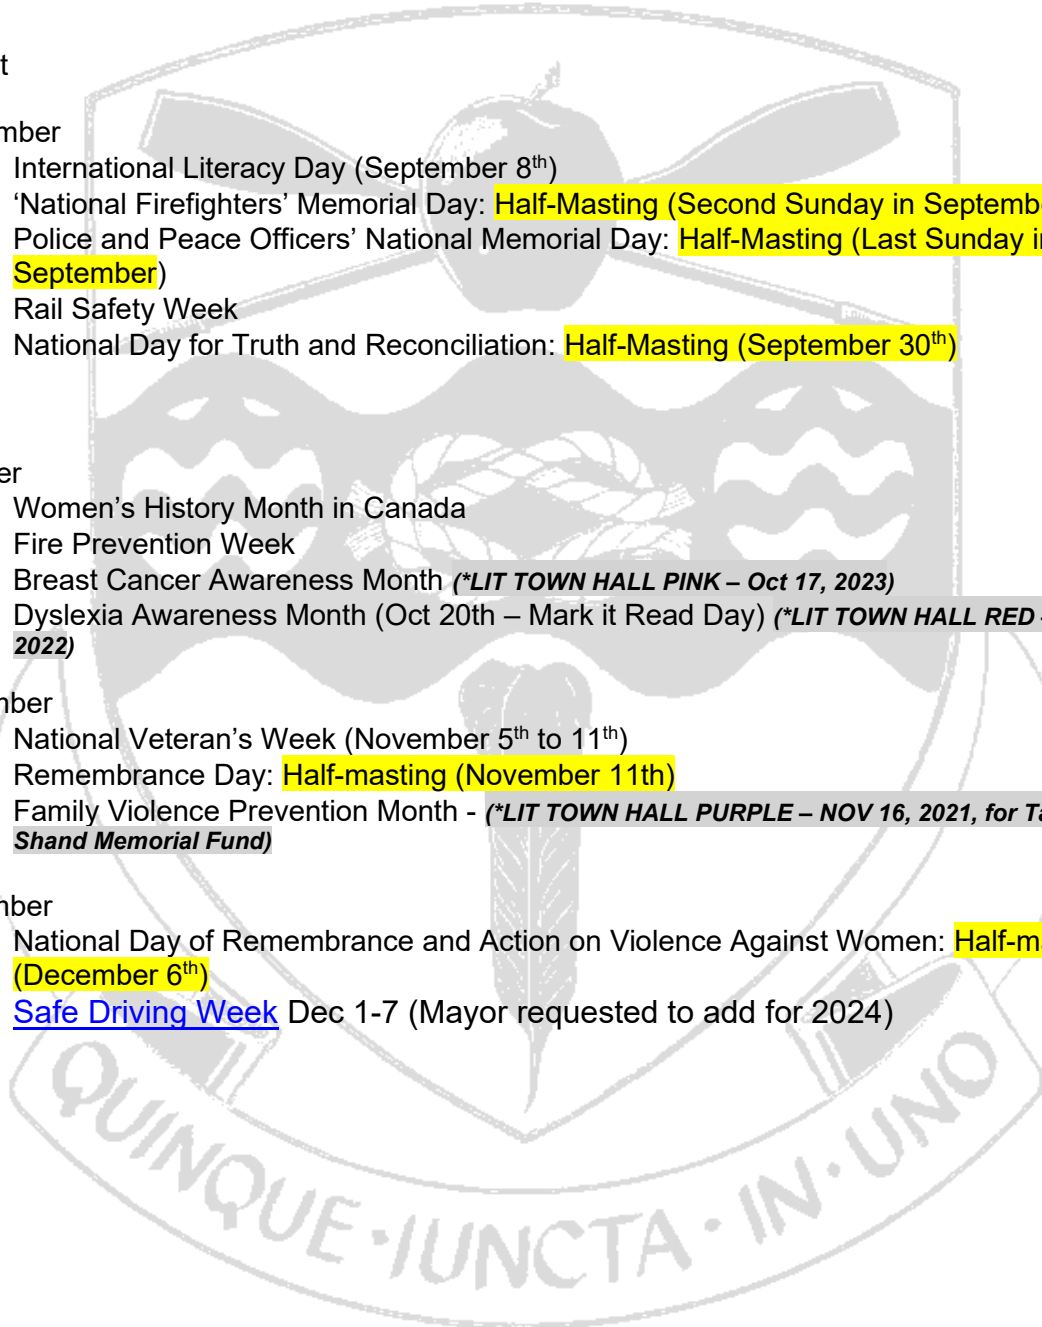 t
mber
International Literacy Day (September 8th)
‘National Firefighters’ Memorial Day: Half-Masting (Second Sunday in Septembe
Police and Peace Officers’ National Memorial Day: Half-Masting (Last Sunday in
September)
Rail Safety Week
National Day for Truth and Reconciliation: Half-Masting (September 30th)
er
Women’s History Month in Canada
Fire Prevention Week
Breast Cancer Awareness Month (*LIT TOWN HALL PINK – Oct 17, 2023)
Dyslexia Awareness Month (Oct 20th – Mark it Read Day) (*LIT TOWN HALL RED -
2022)
mber
National Veteran’s Week (November 5th to 11th)
Remembrance Day: Half-masting (November 11th)
Family Violence Prevention Month - (*LIT TOWN HALL PURPLE – NOV 16, 2021, for Ta
Shand Memorial Fund)
mber
National Day of Remembrance and Action on Violence Against Women: Half-m
(December 6th)
Safe Driving Week Dec 1-7 (Mayor requested to add for 2024)
QUINQUE · IUNCTA · IN · UNO